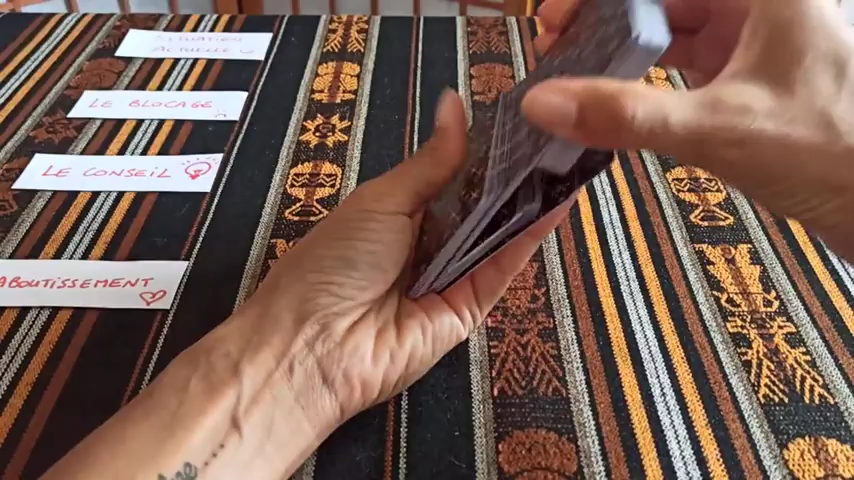 SITUATION
ACTUELLE
LE BLOCAGE
LE CONSEIL
ABOUTISSEMENT